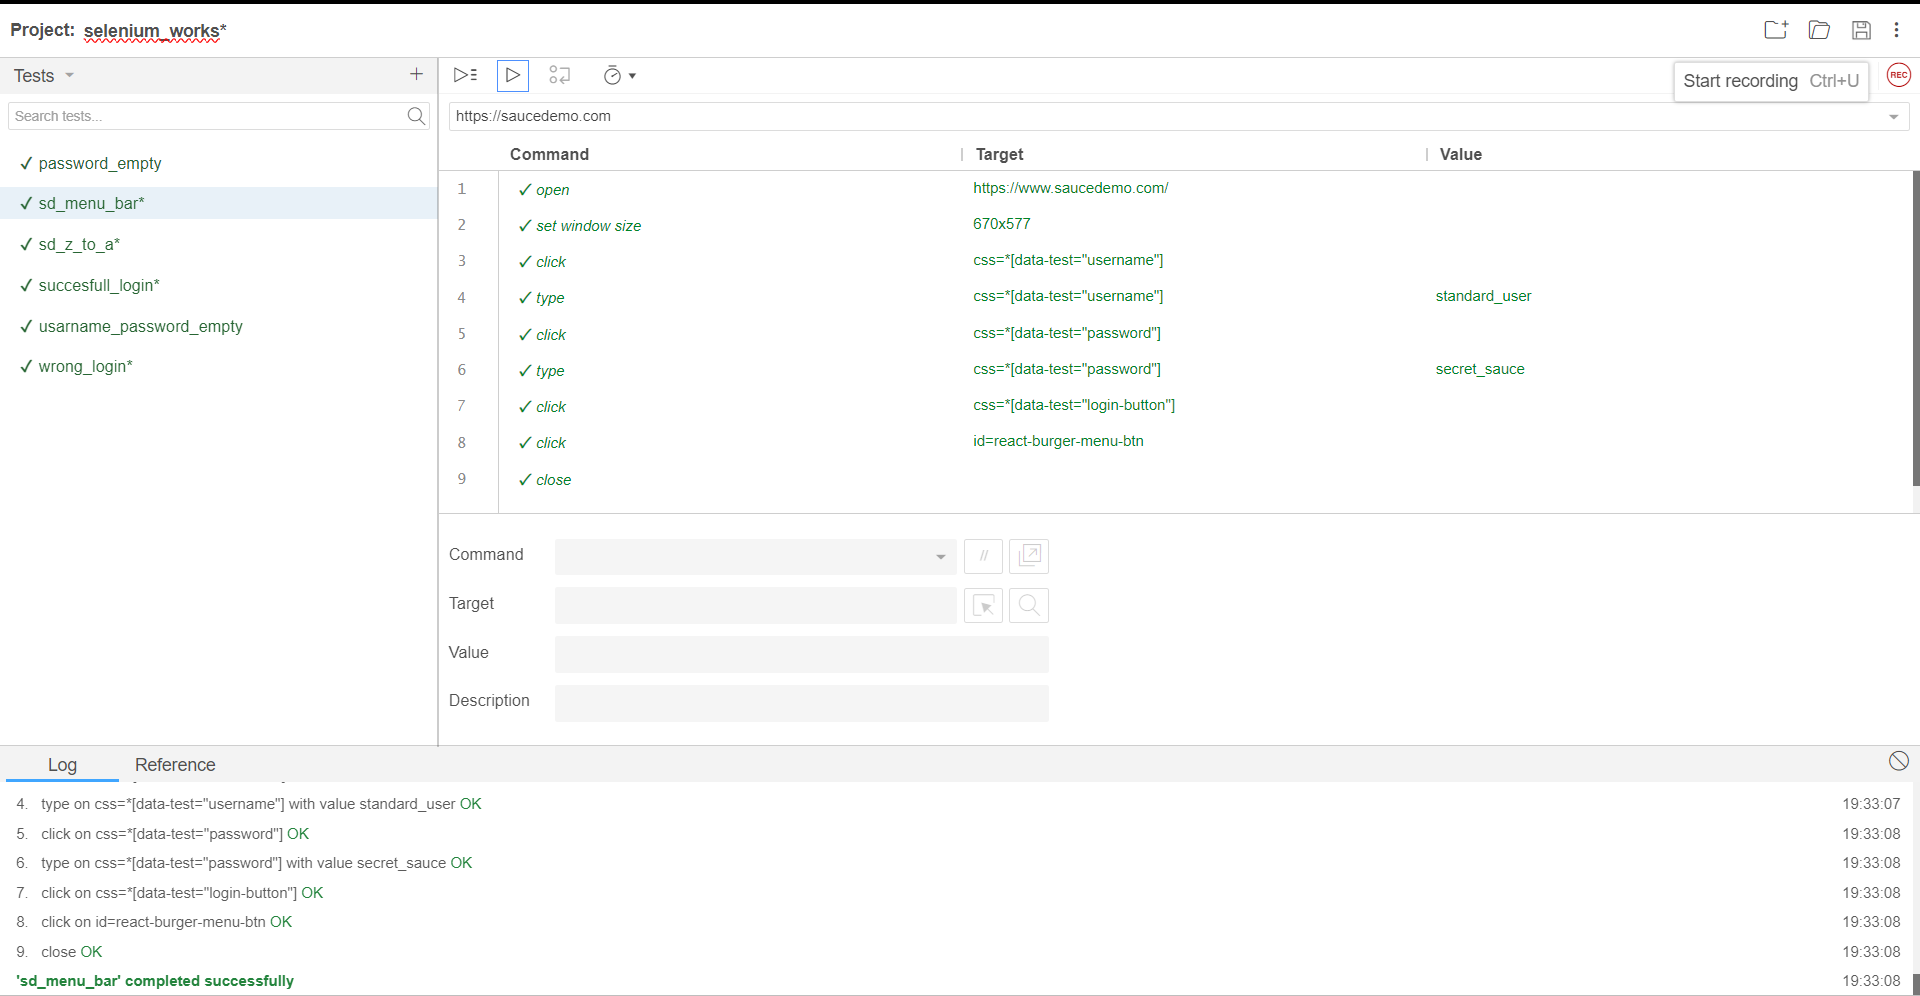 Project: selenium_works*
Tests
Start recording Ctrl+U
REC
Search tests...
https://saucedemo.com
Command Target Value
✓ password_empty
✓ sd_menu_bar*
✓ sd_z_to_a*
✓ succesfull_login*
✓ usarname_password_empty
✓ wrong_login*
1 ✓ open https://www.saucedemo.com/
2 ✓ set window size 670x577
3 ✓ click css=*[data-test="username"]
4 ✓ type css=*[data-test="username"] standard_user
5 ✓ click css=*[data-test="password"]
6 ✓ type css=*[data-test="password"] secret_sauce
7 ✓ click css=*[data-test="login-button"]
8 ✓ click id=react-burger-menu-btn
9 ✓ close
Command //
Target
Value
Description
Log Reference
4. type on css=*[data-test="username"] with value standard_user OK 19:33:07
5. click on css=*[data-test="password"] OK 19:33:08
6. type on css=*[data-test="password"] with value secret_sauce OK 19:33:08
7. click on css=*[data-test="login-button"] OK 19:33:08
8. click on id=react-burger-menu-btn OK 19:33:08
9. close OK 19:33:08
'sd_menu_bar' completed successfully 19:33:08